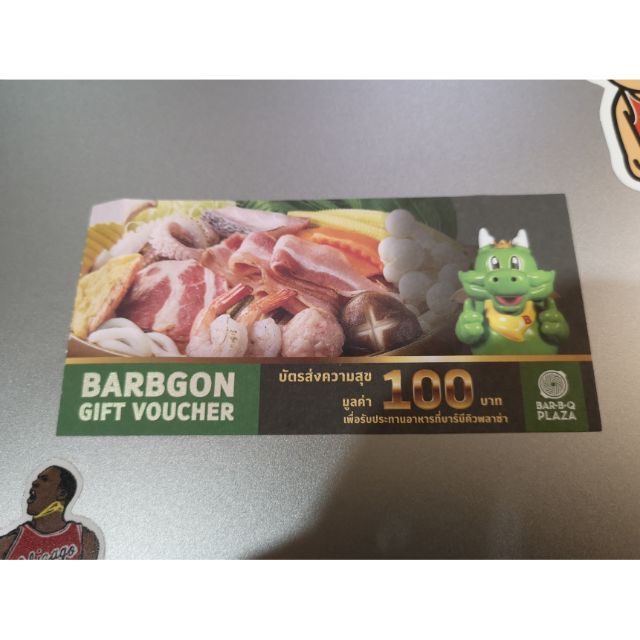 BARBGON
GIFT VOUCHER
บัตรส่งความสุข
มูลค่า 100 บาท
เพื่อรับประทานอาหารที่บาร์บีคิวพลาซ่า
BAR·B·Q
PLAZA
B
Chicago